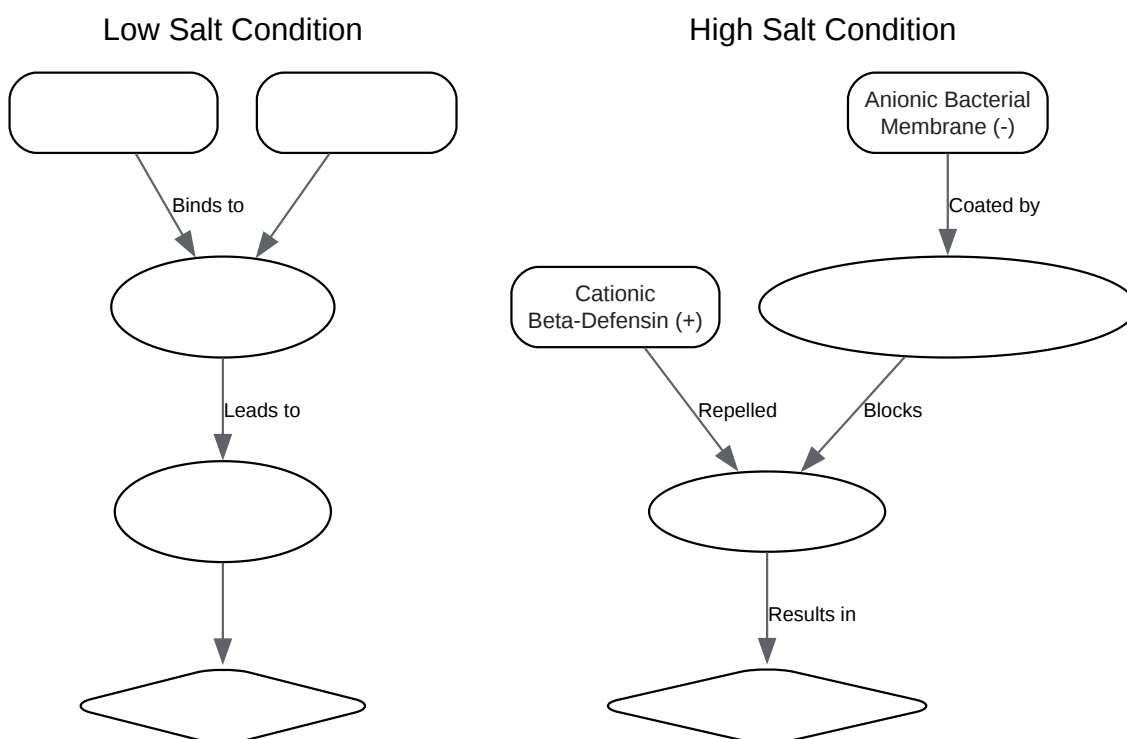 Low Salt Condition
High Salt Condition
Anionic Bacterial
Membrane (-)
Binds to
Coated by
Cationic
Beta-Defensin (+)
Leads to
Repelled
Blocks
Results in